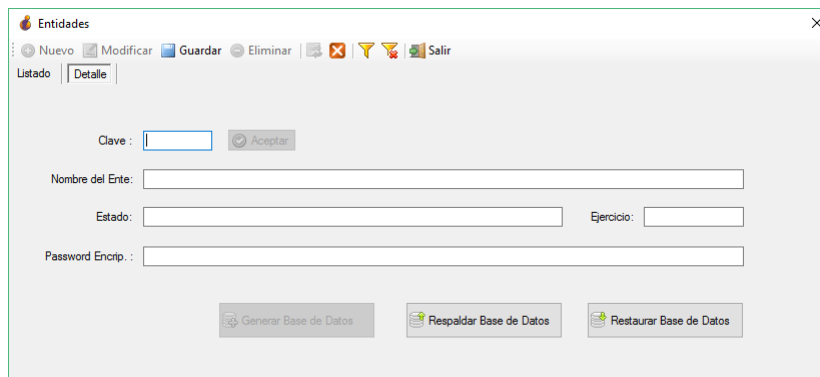 Entidades
Nuevo Modificar Guardar Eliminar Salir
Listado Detalle
Clave : Aceptar
Nombre del Ente:
Estado: Ejercicio:
Password Encrip. :
Generar Base de Datos Respaldar Base de Datos Restaurar Base de Datos